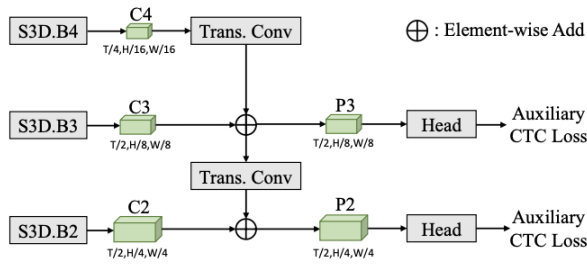 S3D.B4
C4
T/4,H/16,W/16
Trans. Conv
: Element-wise Add
S3D.B3
C3
T/2,H/8,W/8
P3
T/2,H/8,W/8
Head
Auxiliary
CTC Loss
Trans. Conv
S3D.B2
C2
T/2,H/4,W/4
P2
T/2,H/4,W/4
Head
Auxiliary
CTC Loss